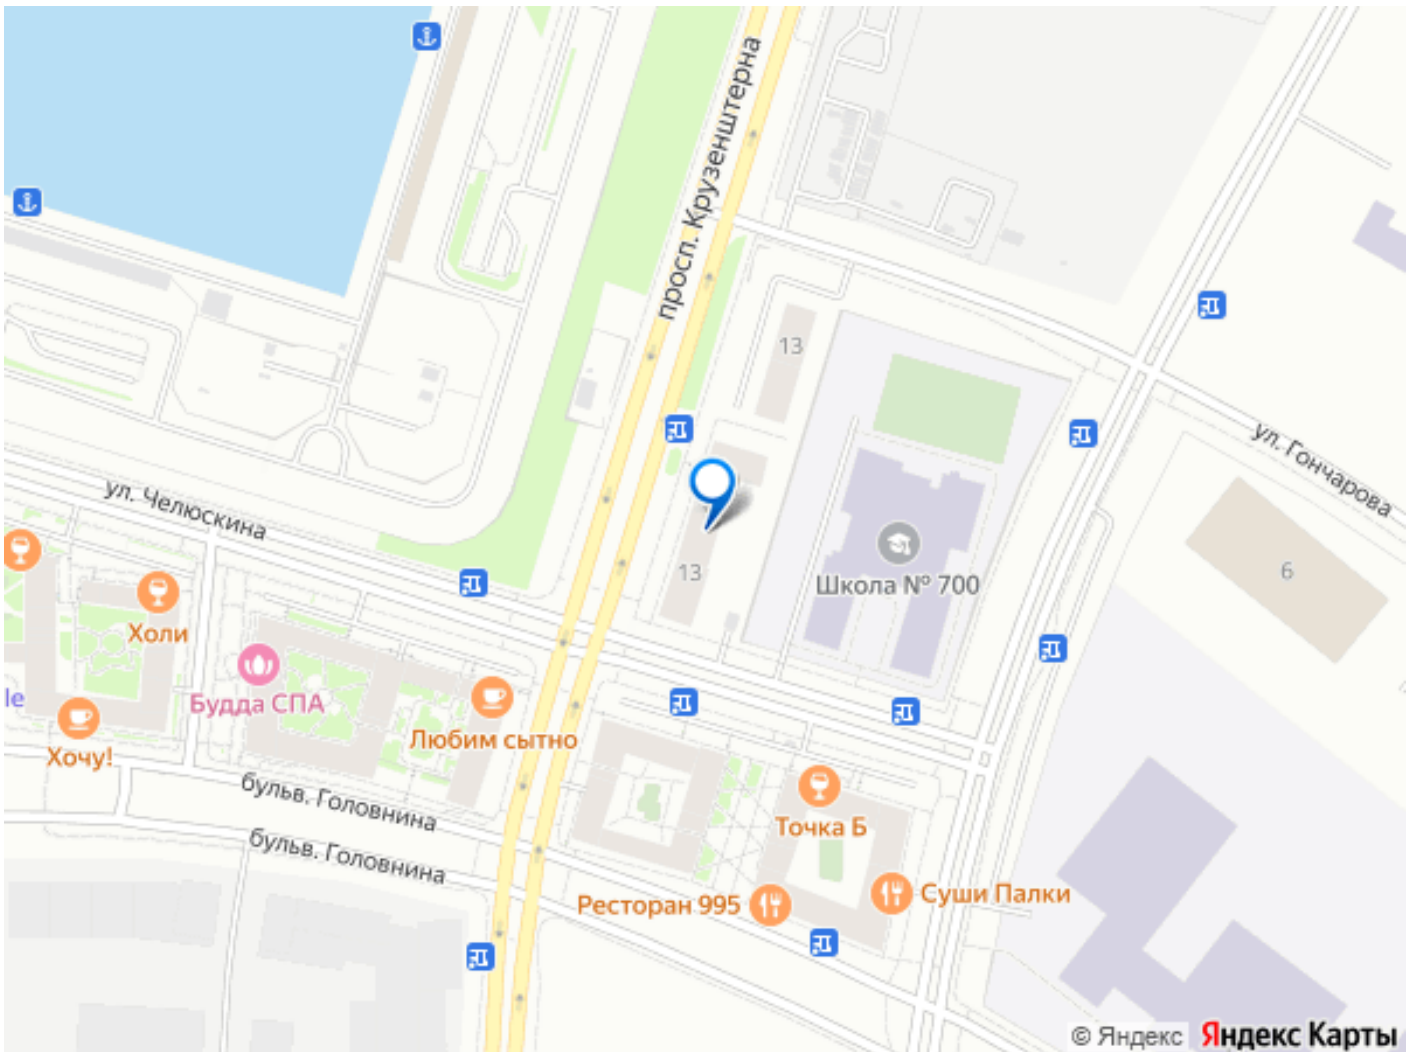 просп. Крузенштерна
13
ул. Гончарова
ул. Челюскина
Школа № 700
6
13
Холи
Будда СПА
le
Любим сытно
Хочу!
бульв. Головнина
Точка Б
бульв. Головнина
Ресторан 995
Суши Палки
© Яндекс Яндекс Карты